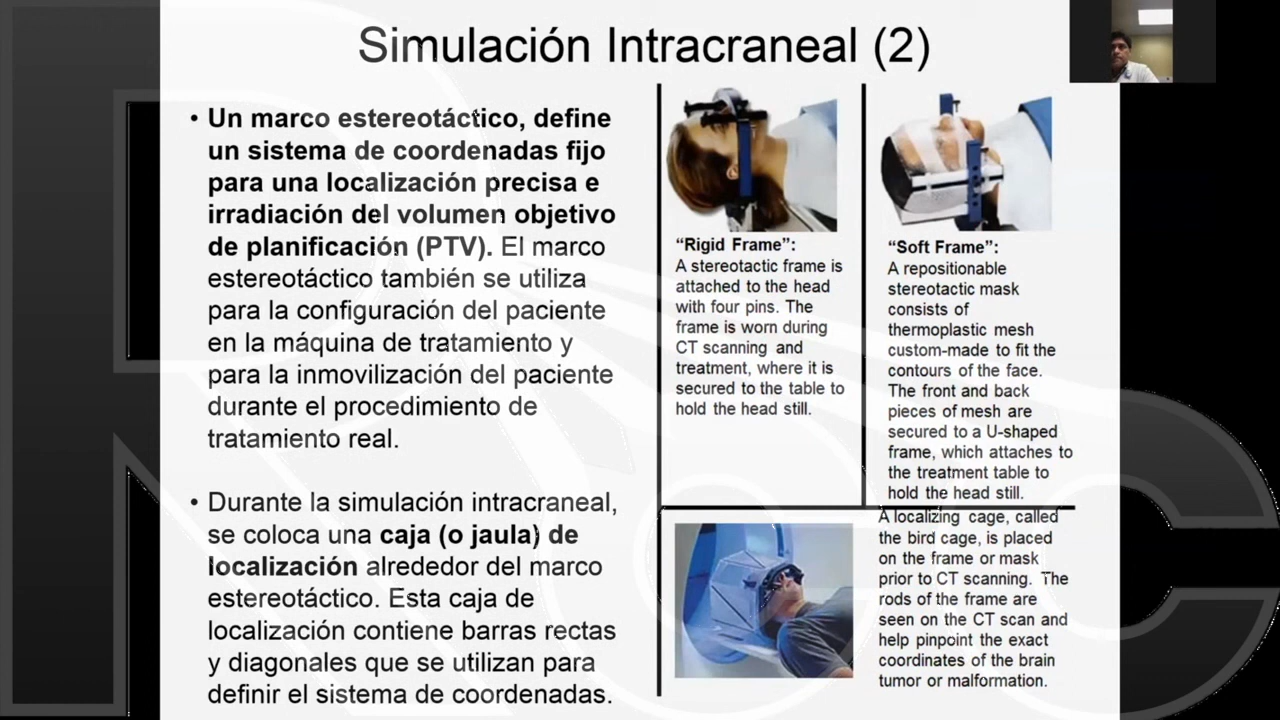 Simulación Intracraneal (2)
• Un marco estereotáctico, define
un sistema de coordenadas fijo
para una localización precisa e
irradiación del volumen objetivo
de planificación (PTV). El marco
estereotáctico también se utiliza
para la configuración del paciente
en la máquina de tratamiento y
para la inmovilización del paciente
durante el procedimiento de
tratamiento real.
• Durante la simulación intracraneal,
se coloca una caja (o jaula) de
localización alrededor del marco
estereotáctico. Esta caja de
localización contiene barras rectas
y diagonales que se utilizan para
definir el sistema de coordenadas.
“Rigid Frame”:
A stereotactic frame is
attached to the head
with four pins. The
frame is worn during
CT scanning and
treatment, where it is
secured to the table to
hold the head still.
“Soft Frame”:
A repositionable
stereotactic mask
consists of
thermoplastic mesh
custom-made to fit the
contours of the face.
The front and back
pieces of mesh are
secured to a U-shaped
frame, which attaches to
the treatment table to
hold the head still.
A localizing cage, called
the bird cage, is placed
on the frame or mask
prior to CT scanning. The
rods of the frame are
seen on the CT scan and
help pinpoint the exact
coordinates of the brain
tumor or malformation.